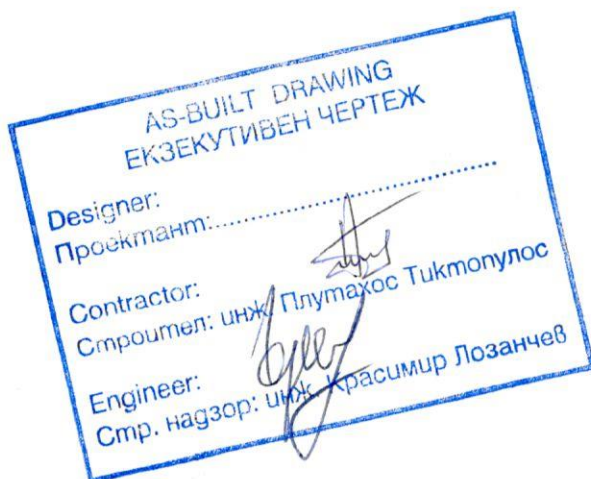 AS-BUILT DRAWING
ЕКЗЕКУТИВЕН ЧЕРТЕЖ
Designer:
Проектант:..........................................
Contractor:
Строител: инж. Плутахос Тиктопулос
Engineer:
Стр. надзор: инж. Красимир Лозанчев